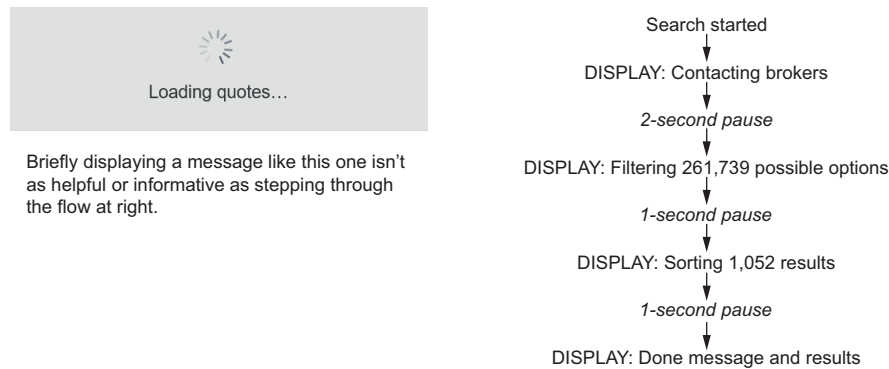 Loading quotes…
Briefly displaying a message like this one isn’t
as helpful or informative as stepping through
the flow at right.
Search started
DISPLAY: Contacting brokers
2-second pause
DISPLAY: Filtering 261,739 possible options
1-second pause
DISPLAY: Sorting 1,052 results
1-second pause
DISPLAY: Done message and results